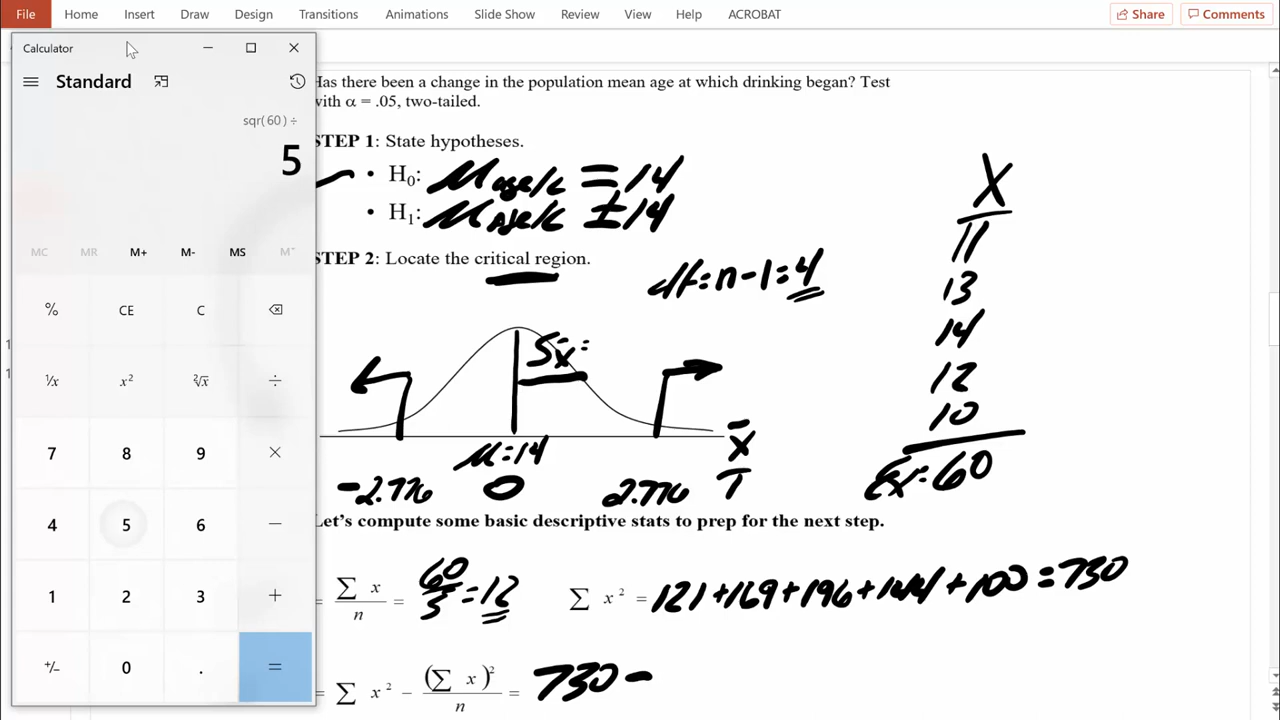 File Home Insert Draw Design Transitions Animations Slide Show Review View Help ACROBAT Share Comments
Calculator
Standard
sqr(60) ÷
5
MC MR M+ M- MS M˅
% CE C
¹/x x² ²√x ÷
7 8 9 ×
4 5 6 −
1 2 3 +
+/- 0 . =
Has there been a change in the population mean age at which drinking began? Test
with α = .05, two-tailed.
STEP 1: State hypotheses.
• H₀: μ = 14
• H₁: μ ± 14
STEP 2: Locate the critical region.
df = n - 1 = 4
Sx̄ =
μ = 14 x̄
-2.776 0 2.776 T
X
11
13
14
12
10
Σx = 60
Let's compute some basic descriptive stats to prep for the next step.
= Σ x / n = 60/5 = 12 Σ x² = 121 + 169 + 196 + 144 + 100 = 730
= Σ x² − (Σ x)² / n = 730 −